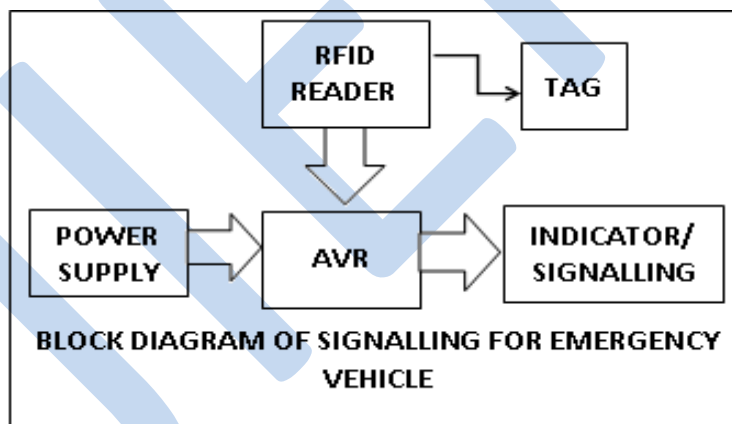 RFID
READER
TAG
POWER
SUPPLY
AVR
INDICATOR/
SIGNALLING
BLOCK DIAGRAM OF SIGNALLING FOR EMERGENCY
VEHICLE